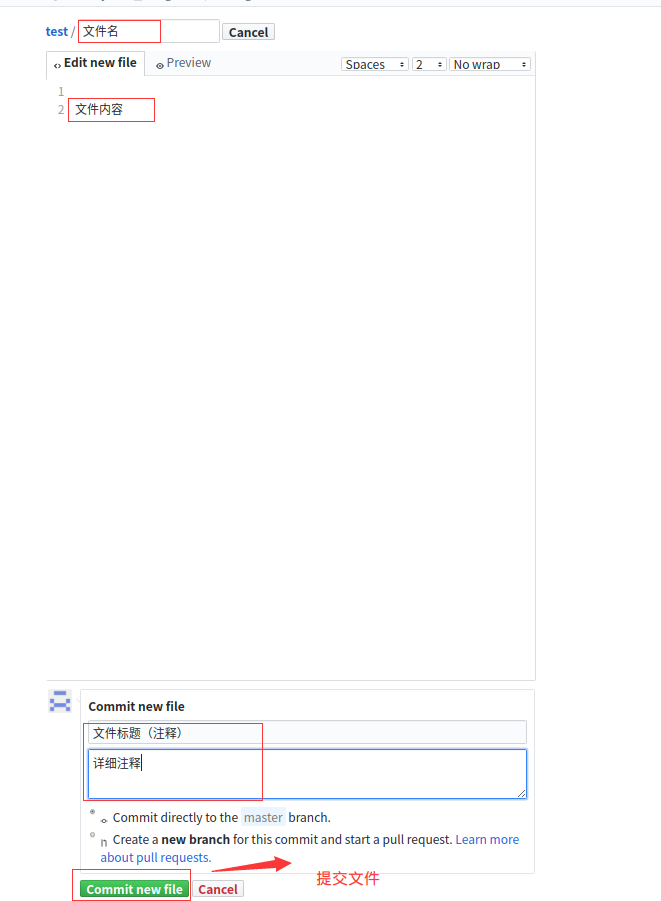 test / 文件名 Cancel
Edit new file Preview Spaces 2 No wrap
1
2 文件内容
Commit new file
文件标题（注释）
详细注释
Commit directly to the master branch.
Create a new branch for this commit and start a pull request. Learn more
about pull requests.
Commit new file Cancel 提交文件